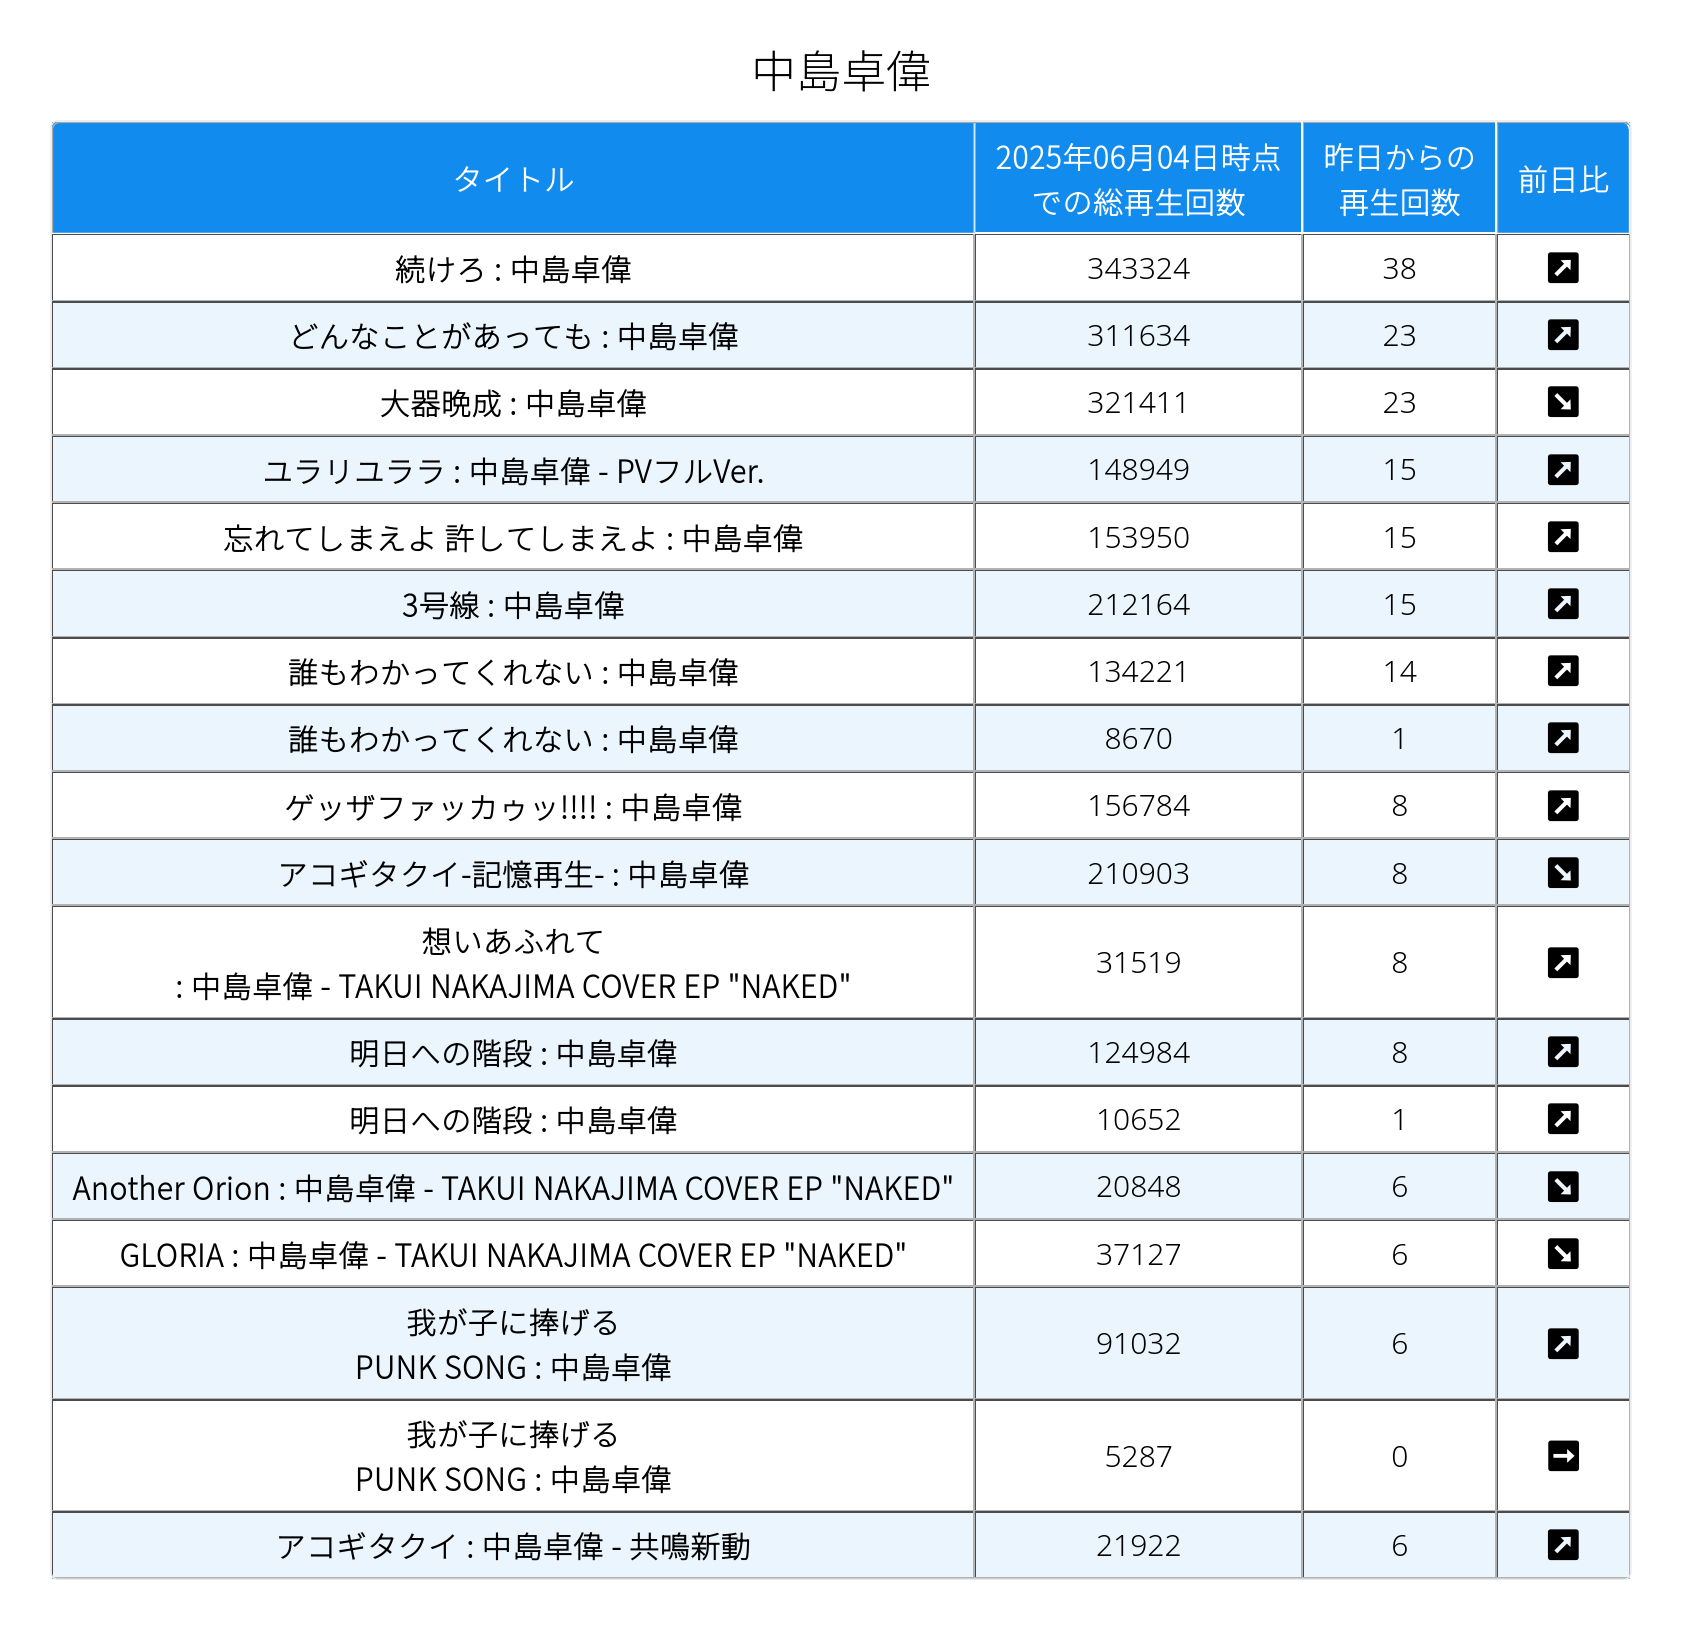 中島卓偉
タイトル
2025年06月04日時点
での総再生回数
昨日からの
再生回数
前日比
続けろ : 中島卓偉 343324 38
どんなことがあっても : 中島卓偉 311634 23
大器晩成 : 中島卓偉 321411 23
ユラリユララ : 中島卓偉 - PVフルVer. 148949 15
忘れてしまえよ 許してしまえよ : 中島卓偉 153950 15
3号線 : 中島卓偉 212164 15
誰もわかってくれない : 中島卓偉 134221 14
誰もわかってくれない : 中島卓偉 8670 1
ゲッザファッカゥッ!!!! : 中島卓偉 156784 8
アコギタクイ-記憶再生- : 中島卓偉 210903 8
想いあふれて
: 中島卓偉 - TAKUI NAKAJIMA COVER EP "NAKED" 31519 8
明日への階段 : 中島卓偉 124984 8
明日への階段 : 中島卓偉 10652 1
Another Orion : 中島卓偉 - TAKUI NAKAJIMA COVER EP "NAKED" 20848 6
GLORIA : 中島卓偉 - TAKUI NAKAJIMA COVER EP "NAKED" 37127 6
我が子に捧げる
PUNK SONG : 中島卓偉 91032 6
我が子に捧げる
PUNK SONG : 中島卓偉 5287 0
アコギタクイ : 中島卓偉 - 共鳴新動 21922 6